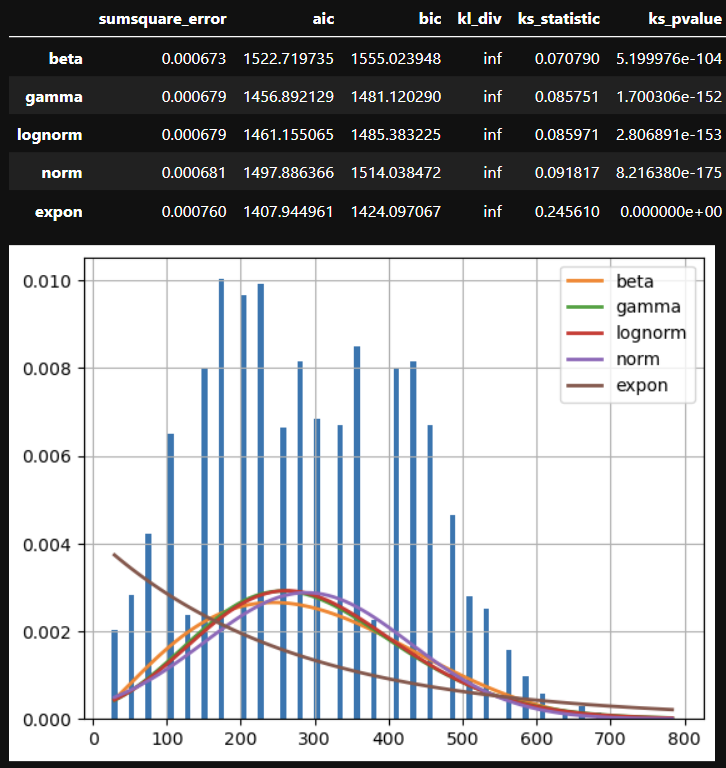 sumsquare_error aic bic kl_div ks_statistic ks_pvalue
beta 0.000673 1522.719735 1555.023948 inf 0.070790 5.199976e-104
gamma 0.000679 1456.892129 1481.120290 inf 0.085751 1.700306e-152
lognorm 0.000679 1461.155065 1485.383225 inf 0.085971 2.806891e-153
norm 0.000681 1497.886366 1514.038472 inf 0.091817 8.216380e-175
expon 0.000760 1407.944961 1424.097067 inf 0.245610 0.000000e+00
beta
gamma
lognorm
norm
expon
0.010
0.008
0.006
0.004
0.002
0.000
0 100 200 300 400 500 600 700 800